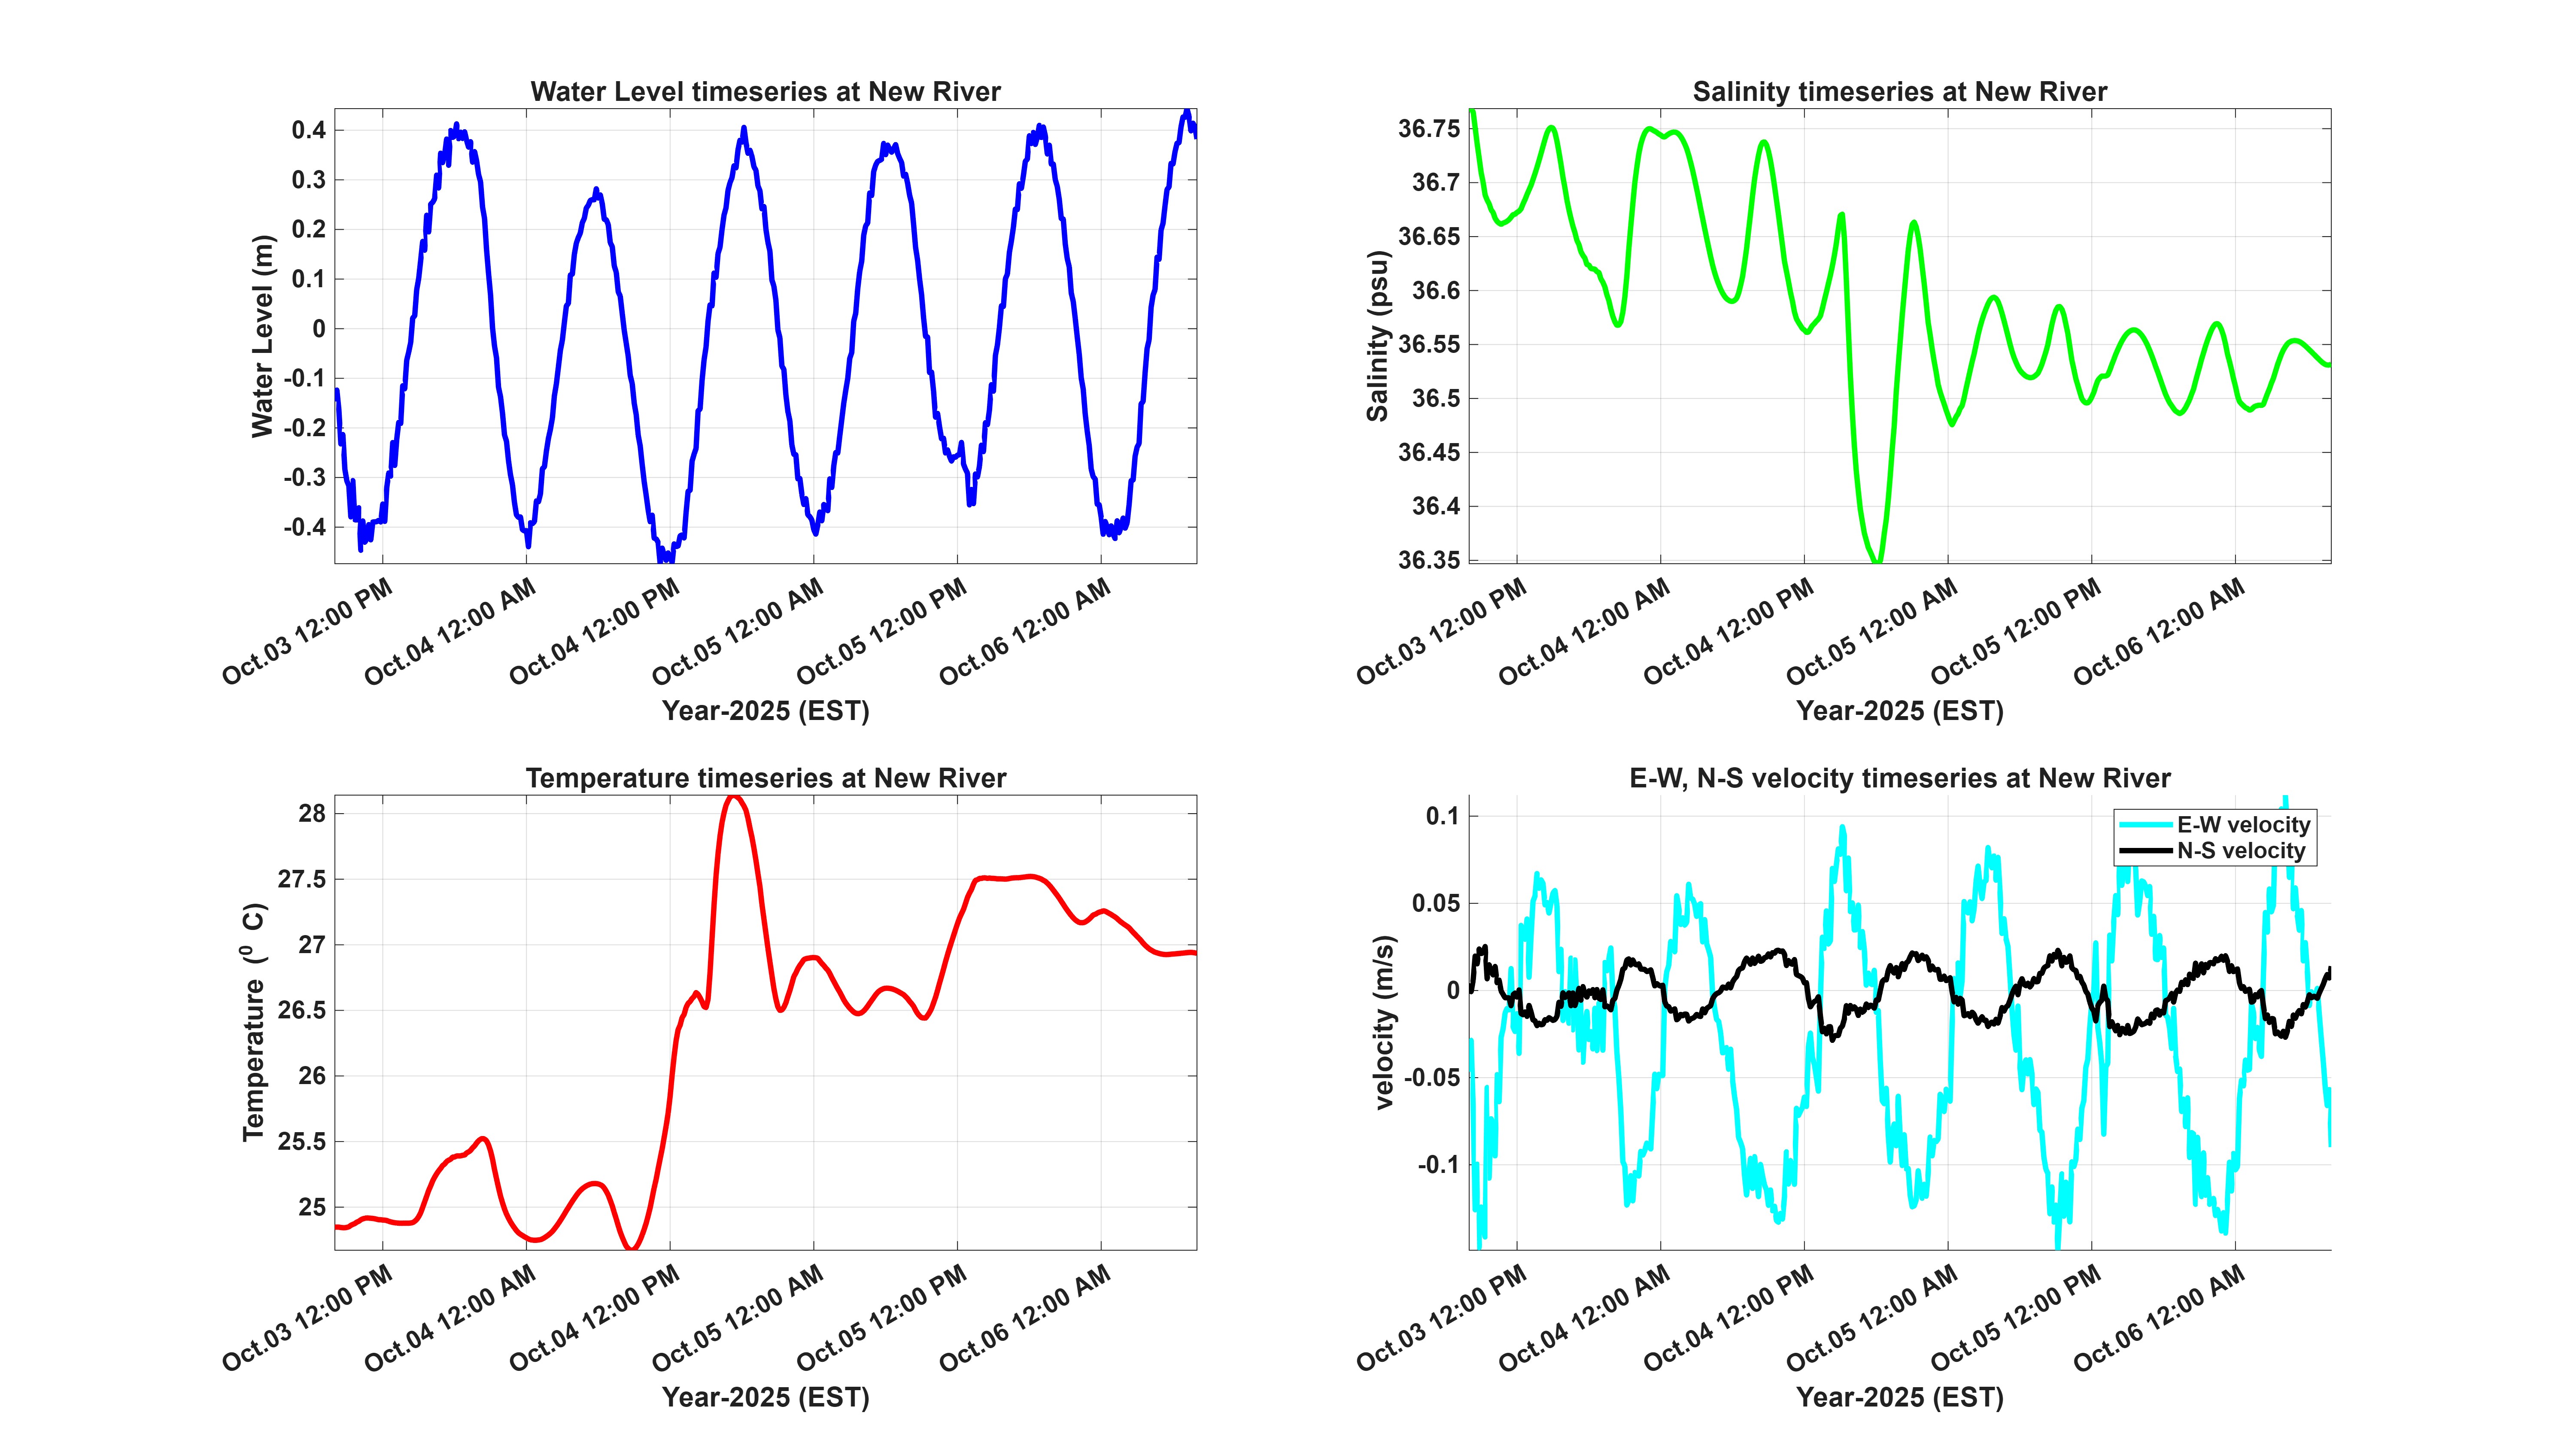 Water Level timeseries at New River
0.4
0.3
0.2
0.1
0
-0.1
-0.2
-0.3
-0.4
Water Level (m)
Oct.03 12:00 PM
Oct.04 12:00 AM
Oct.04 12:00 PM
Oct.05 12:00 AM
Oct.05 12:00 PM
Oct.06 12:00 AM
Year-2025 (EST)
Salinity timeseries at New River
36.75
36.7
36.65
36.6
36.55
36.5
36.45
36.4
36.35
Salinity (psu)
Oct.03 12:00 PM
Oct.04 12:00 AM
Oct.04 12:00 PM
Oct.05 12:00 AM
Oct.05 12:00 PM
Oct.06 12:00 AM
Year-2025 (EST)
Temperature timeseries at New River
28
27.5
27
26.5
26
25.5
25
Temperature (⁰ C)
Oct.03 12:00 PM
Oct.04 12:00 AM
Oct.04 12:00 PM
Oct.05 12:00 AM
Oct.05 12:00 PM
Oct.06 12:00 AM
Year-2025 (EST)
E-W, N-S velocity timeseries at New River
0.1
0.05
0
-0.05
-0.1
velocity (m/s)
E-W velocity
N-S velocity
Oct.03 12:00 PM
Oct.04 12:00 AM
Oct.04 12:00 PM
Oct.05 12:00 AM
Oct.05 12:00 PM
Oct.06 12:00 AM
Year-2025 (EST)